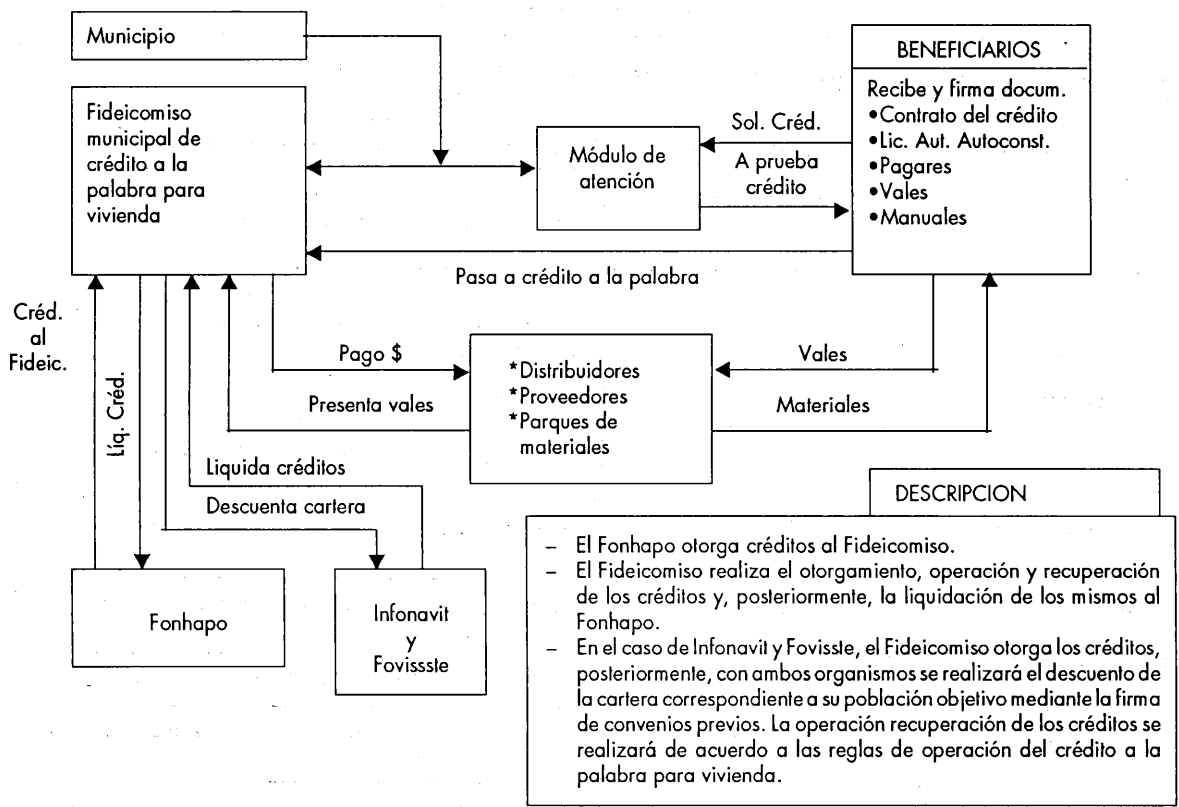 Municipio
Fideicomiso
municipal de
crédito a la
palabra para
vivienda
Módulo de
atención
Sol. Créd.
A prueba
crédito
BENEFICIARIOS
Recibe y firma docum.
•Contrato del crédito
•Lic. Aut. Autoconst.
•Pagares
•Vales
•Manuales
Pasa a crédito a la palabra
Créd.
al
Fideic.
Líq. Créd.
Pago $
Presenta vales
*Distribuidores
*Proveedores
*Parques de
materiales
Vales
Materiales
Liquida créditos
Descuenta cartera
Fonhapo
Infonavit
y
Fovissste
DESCRIPCION
– El Fonhapo otorga créditos al Fideicomiso.
– El Fideicomiso realiza el otorgamiento, operación y recuperación
de los créditos y, posteriormente, la liquidación de los mismos al
Fonhapo.
– En el caso de Infonavit y Fovisste, el Fideicomiso otorga los créditos,
posteriormente, con ambos organismos se realizará el descuento de
la cartera correspondiente a su población objetivo mediante la firma
de convenios previos. La operación recuperación de los créditos se
realizará de acuerdo a las reglas de operación del crédito a la
palabra para vivienda.